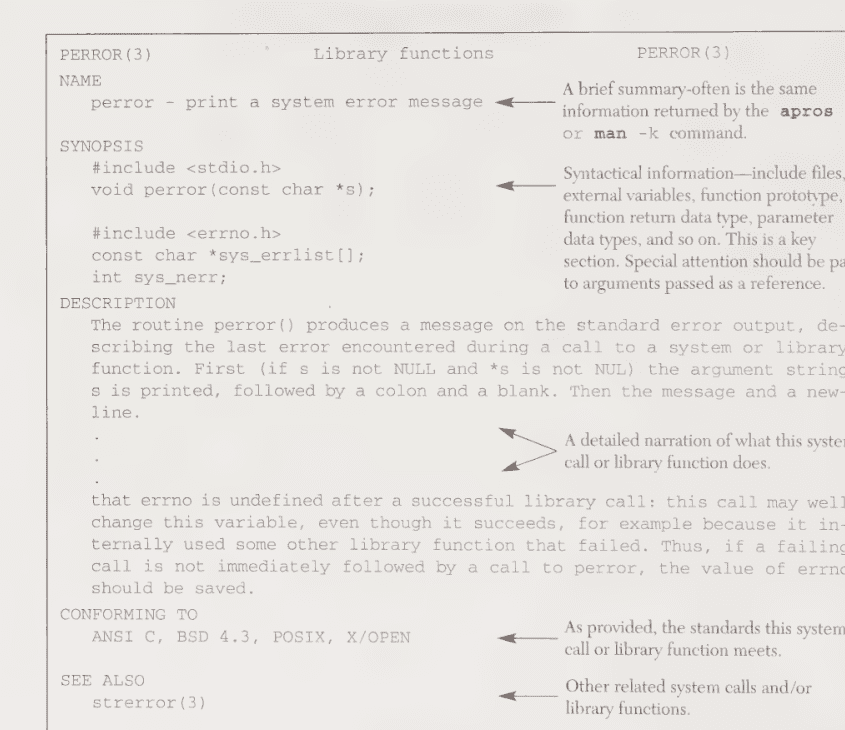 PERROR(3) Library functions PERROR(3)
NAME
perror - print a system error message
A brief summary-often is the same
information returned by the apros
or man -k command.
SYNOPSIS
#include <stdio.h>
void perror(const char *s);
#include <errno.h>
const char *sys_errlist[];
int sys_nerr;
Syntactical information—include files,
external variables, function prototype,
function return data type, parameter
data types, and so on. This is a key
section. Special attention should be pa
to arguments passed as a reference.
DESCRIPTION
The routine perror() produces a message on the standard error output, de-
scribing the last error encountered during a call to a system or library
function. First (if s is not NULL and *s is not NUL) the argument string
s is printed, followed by a colon and a blank. Then the message and a new-
line.
.
.
.
A detailed narration of what this system
call or library function does.
that errno is undefined after a successful library call: this call may well
change this variable, even though it succeeds, for example because it in-
ternally used some other library function that failed. Thus, if a failing
call is not immediately followed by a call to perror, the value of errno
should be saved.
CONFORMING TO
ANSI C, BSD 4.3, POSIX, X/OPEN
As provided, the standards this system
call or library function meets.
SEE ALSO
strerror(3)
Other related system calls and/or
library functions.